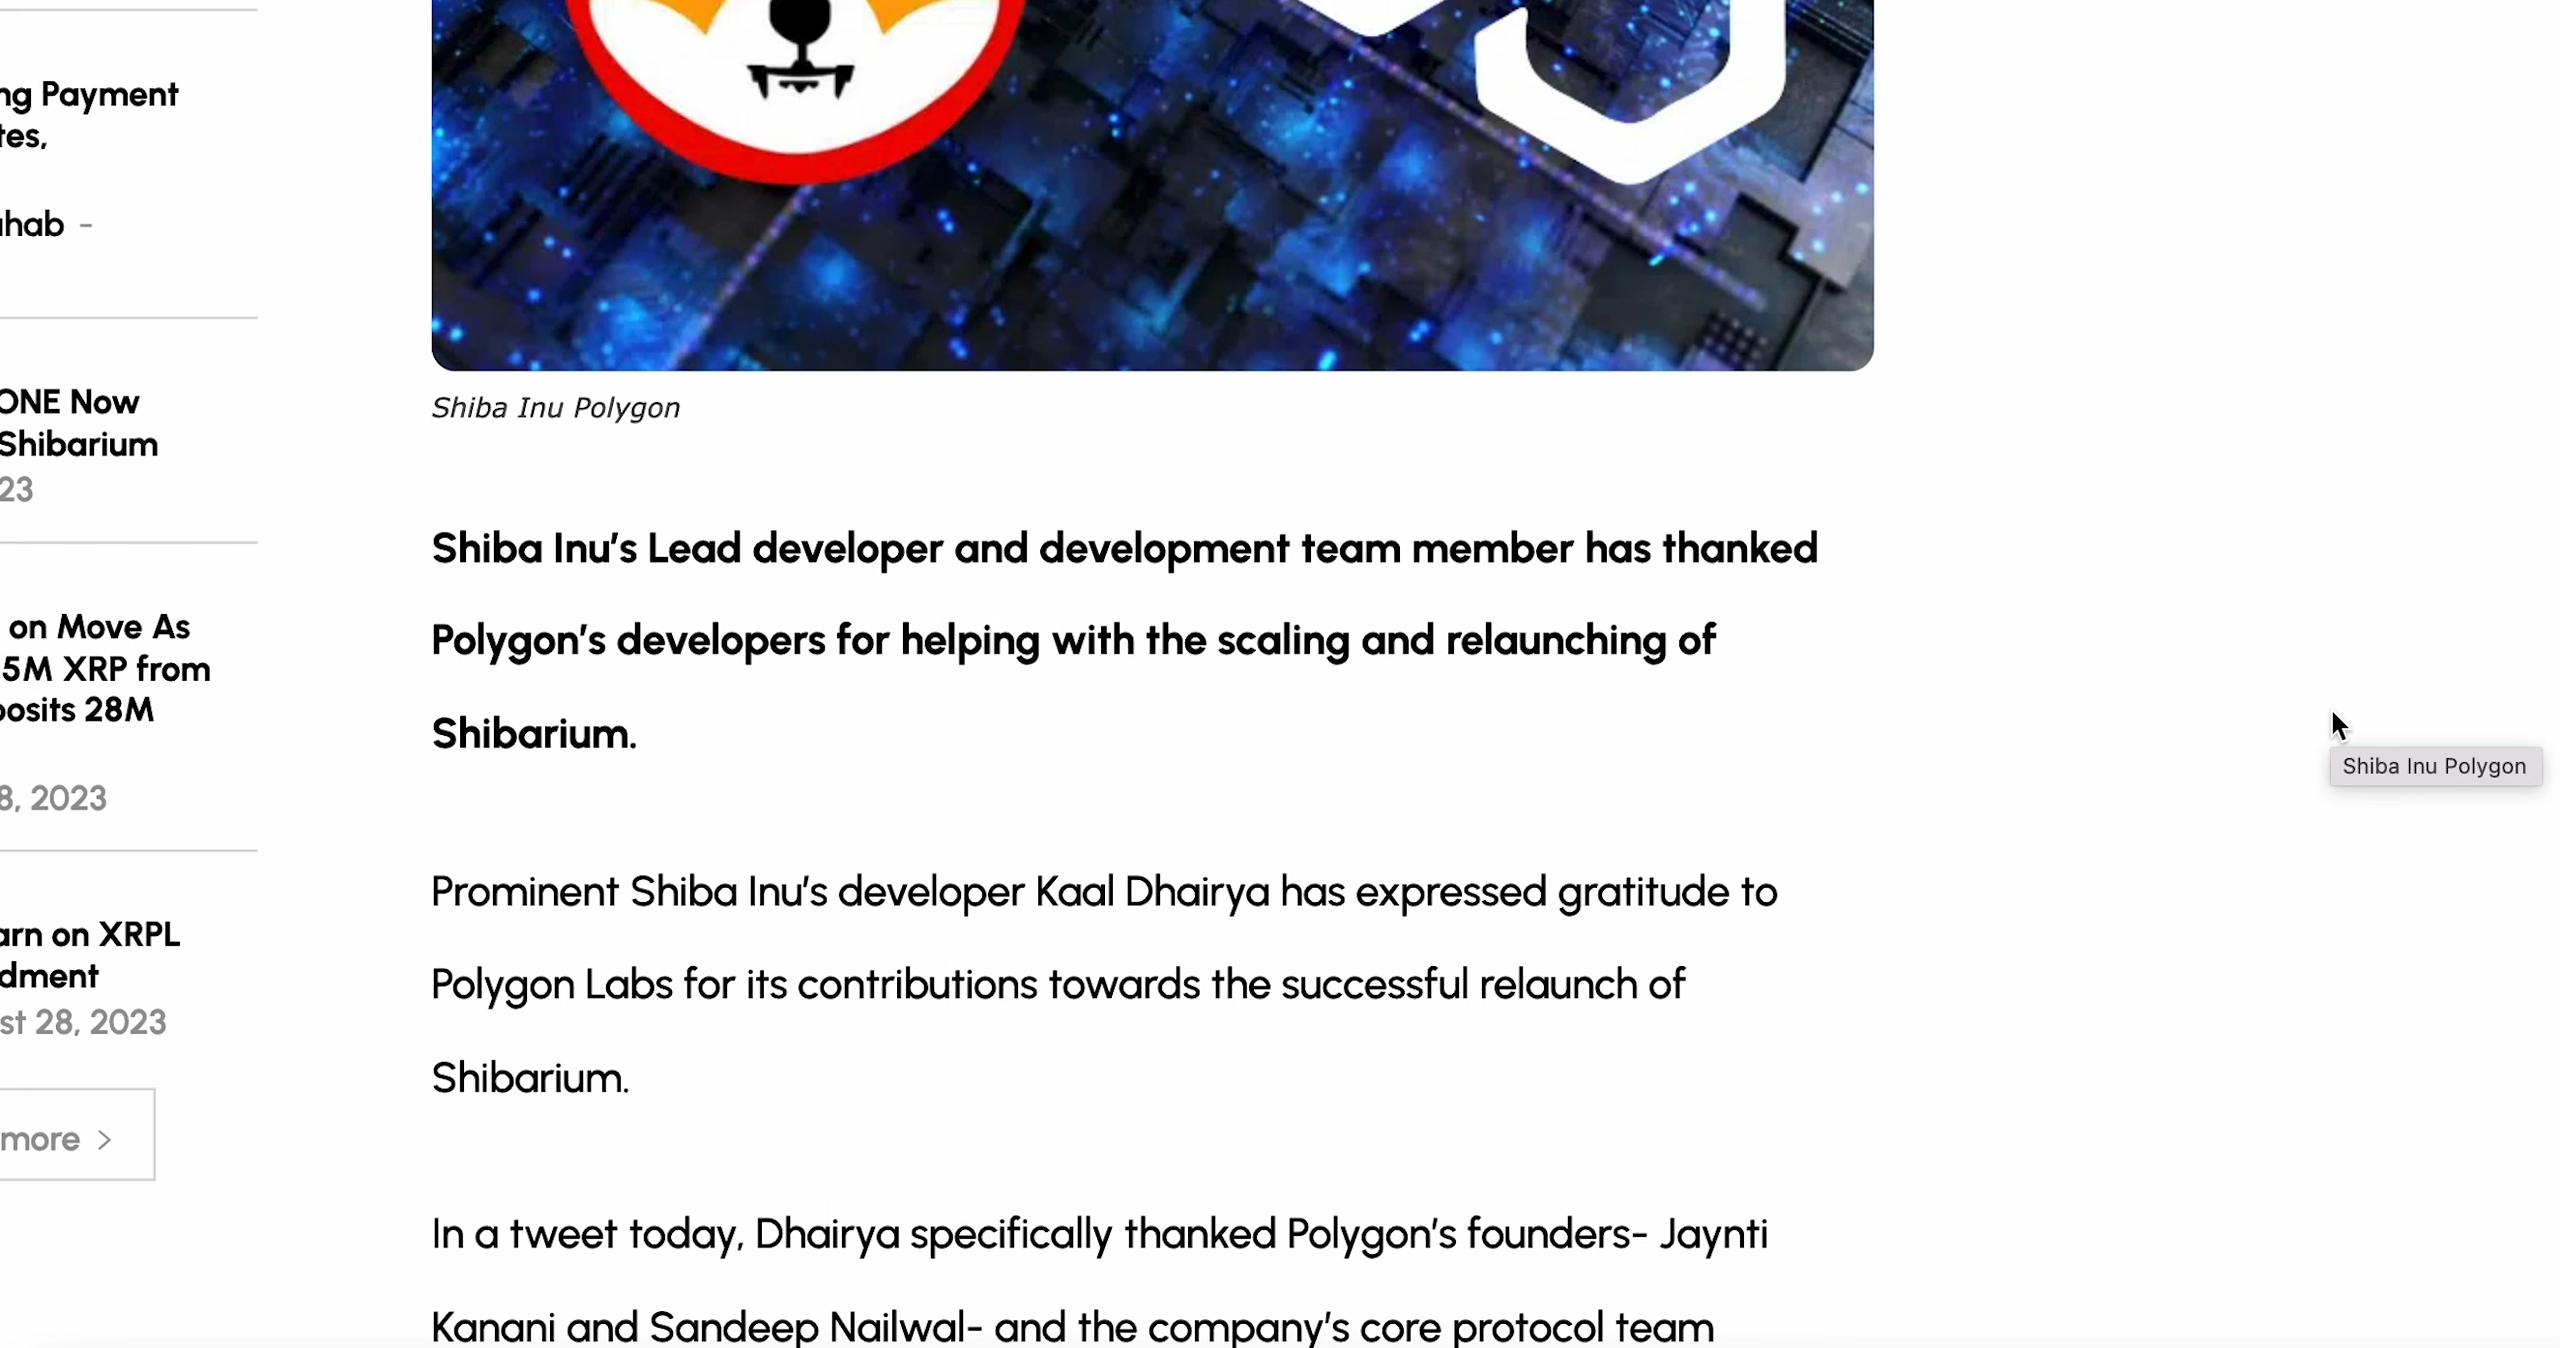 ng Payment
tes,
ahab -
ONE Now
Shibarium
23
on Move As
5M XRP from
posits 28M
8, 2023
arn on XRPL
dment
st 28, 2023
more >
Shiba Inu Polygon
Shiba Inu's Lead developer and development team member has thanked
Polygon's developers for helping with the scaling and relaunching of
Shibarium.
Prominent Shiba Inu's developer Kaal Dhairya has expressed gratitude to
Polygon Labs for its contributions towards the successful relaunch of
Shibarium.
In a tweet today, Dhairya specifically thanked Polygon's founders- Jaynti
Kanani and Sandeep Nailwal- and the company's core protocol team
Shiba Inu Polygon